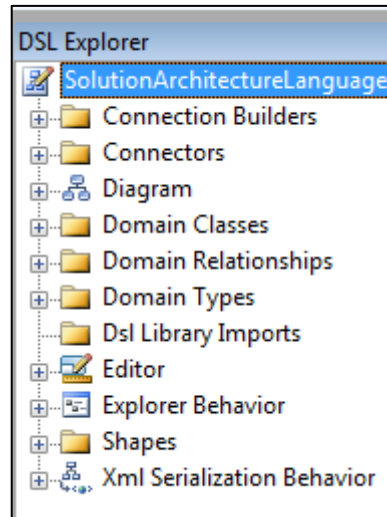 DSL Explorer
SolutionArchitectureLanguage
Connection Builders
Connectors
Diagram
Domain Classes
Domain Relationships
Domain Types
Dsl Library Imports
Editor
Explorer Behavior
Shapes
Xml Serialization Behavior